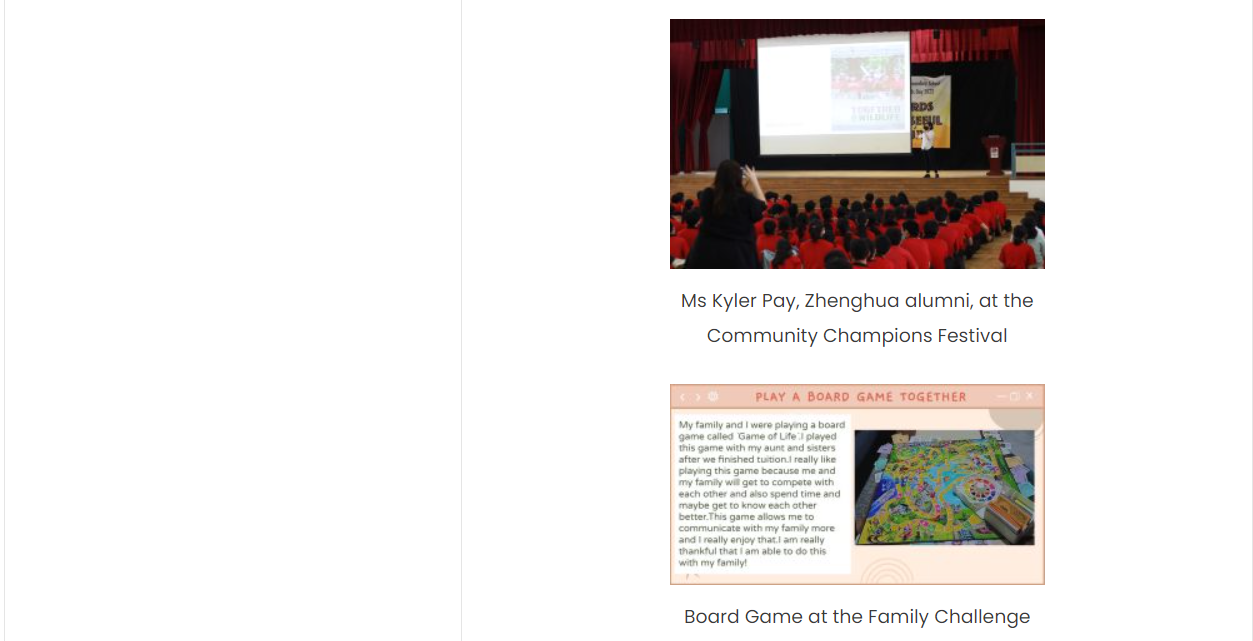 TOGETHER
WILDLIFE
RDS
Ms Kyler Pay, Zhenghua alumni, at the
Community Champions Festival
PLAY A BOARD GAME TOGETHER
My family and I were playing a board
game called 'Game of Life'.I played
this game with my aunt and sisters
after we finished tuition.I really like
playing this game because me and
my family will get to compete with
each other and also spend time and
maybe get to know each other
better.This game allows me to
communicate with my family more
and I really enjoy that.I am really
thankful that I am able to do this
with my family!
Board Game at the Family Challenge